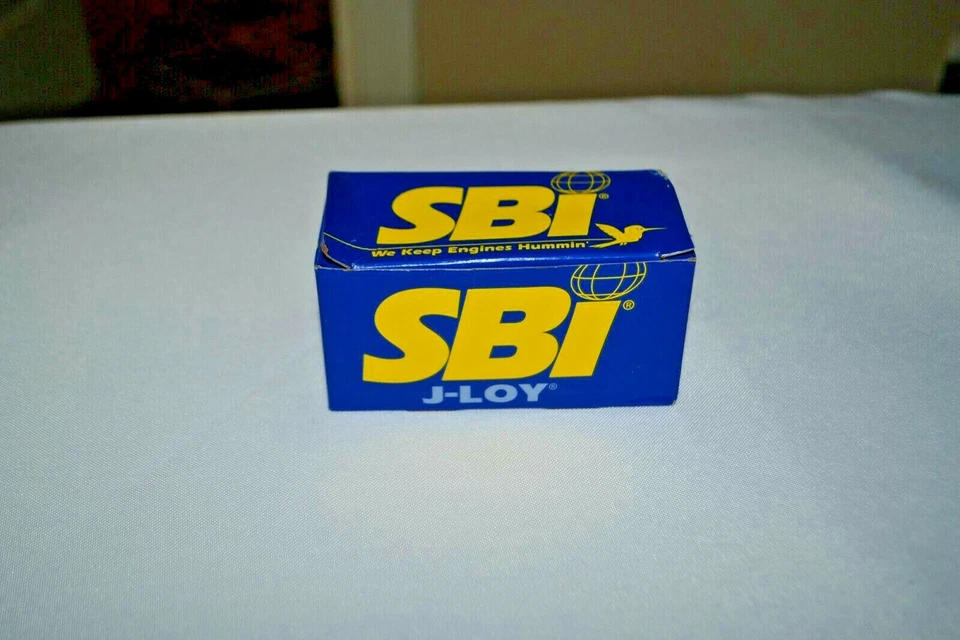 SBi®
We Keep Engines Hummin'
SBi®
J-LOY®